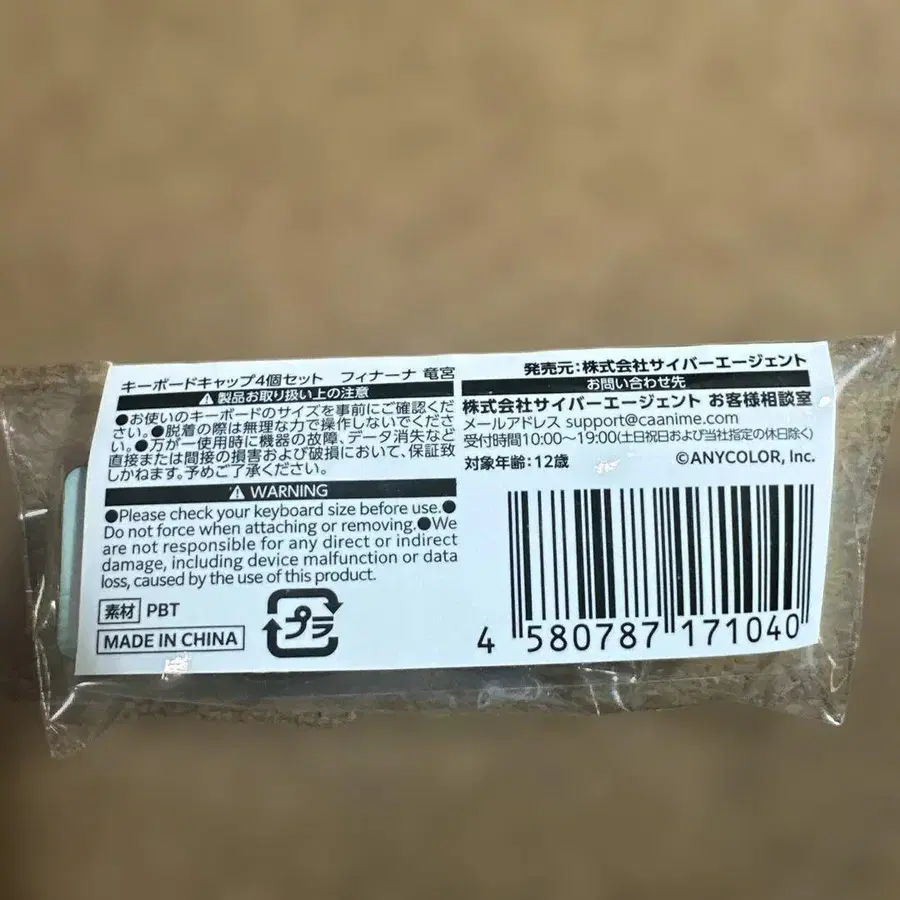 キーボードキャップ4個セット　フィナーナ 竜宮
製品お取り扱い上の注意
●お使いのキーボードのサイズを事前にご確認くだ
さい。●脱着の際は無理な力で操作しないでくださ
い。●万が一使用時に機器の故障、データ消失など、
直接または間接の損害および破損において、保証致
しかねます。予めご了承ください。
WARNING
●Please check your keyboard size before use.●
Do not force when attaching or removing.●We
are not responsible for any direct or indirect
damage, including device malfunction or data
loss, caused by the use of this product.
素材 PBT
MADE IN CHINA
プラ
発売元：株式会社サイバーエージェント
お問い合わせ先
株式会社サイバーエージェント お客様相談室
メールアドレス support@caanime.com
受付時間10:00～19:00(土日祝日および当社指定の休日除く)
対象年齢：12歳
©ANYCOLOR, Inc.
4 580787 171040